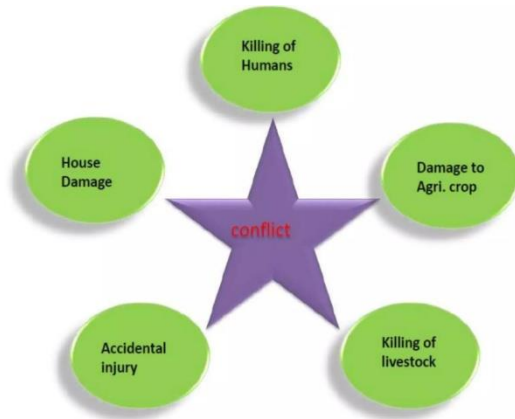 Killing of
Humans
House
Damage
Damage to
Agri. crop
conflict
Accidental
injury
Killing of
livestock